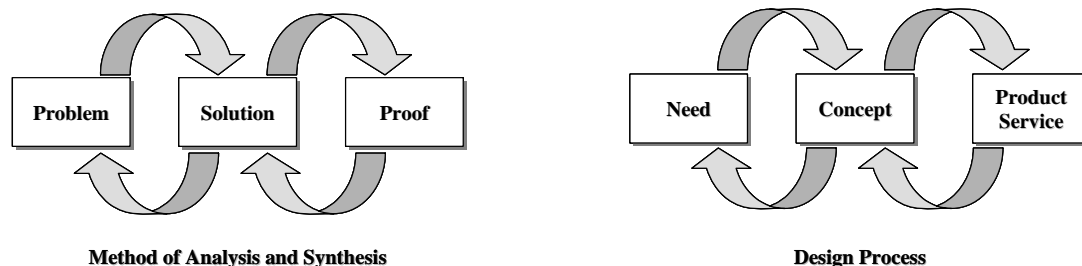 Problem
Solution
Proof
Method of Analysis and Synthesis
Need
Concept
Product
Service
Design Process